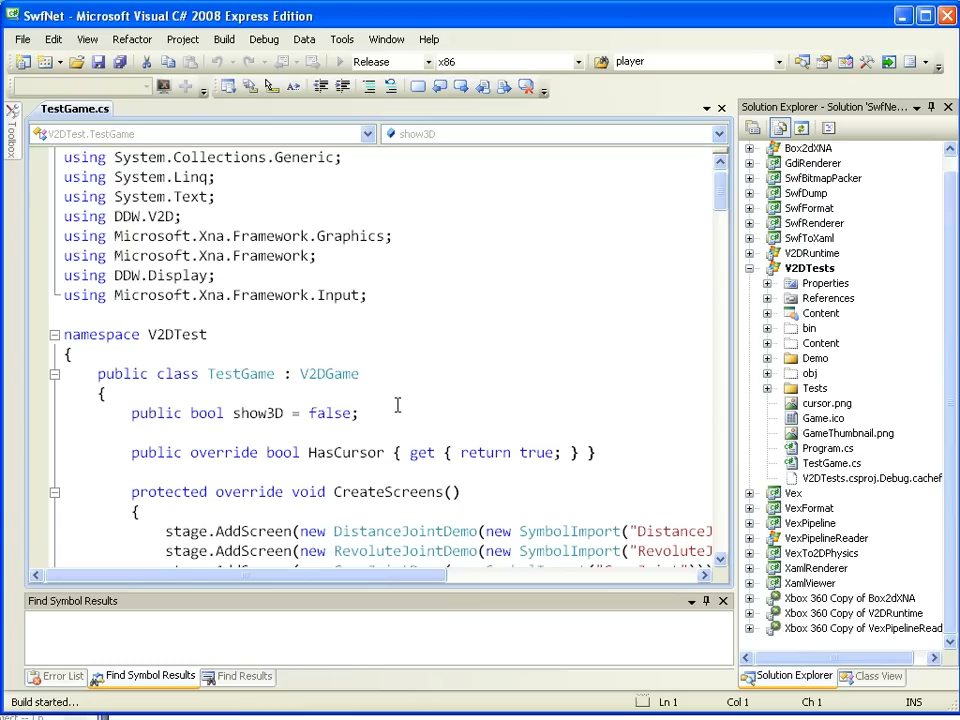 SwfNet - Microsoft Visual C# 2008 Express Edition
File Edit View Refactor Project Build Debug Data Tools Window Help
Release x86 player
TestGame.cs
V2DTest.TestGame show3D
Toolbox
using System.Collections.Generic;
using System.Linq;
using System.Text;
using DDW.V2D;
using Microsoft.Xna.Framework.Graphics;
using Microsoft.Xna.Framework;
using DDW.Display;
using Microsoft.Xna.Framework.Input;
namespace V2DTest
{
public class TestGame : V2DGame
{
public bool show3D = false;
public override bool HasCursor { get { return true; } }
protected override void CreateScreens()
{
stage.AddScreen(new DistanceJointDemo(new SymbolImport("DistanceJ
stage.AddScreen(new RevoluteJointDemo(new SymbolImport("RevoluteJ
Find Symbol Results
Error List Find Symbol Results Find Results
Build started... Ln 1 Col 1 Ch 1 INS
Solution Explorer - Solution 'SwfNe...
Box2dXNA
GdiRenderer
SwfBitmapPacker
SwfDump
SwfFormat
SwfRenderer
SwfToXaml
V2DRuntime
V2DTests
Properties
References
Content
bin
Content
Demo
obj
Tests
cursor.png
Game.ico
GameThumbnail.png
Program.cs
TestGame.cs
V2DTests.csproj.Debug.cachef
Vex
VexFormat
VexPipeline
VexPipelineReader
VexTo2DPhysics
XamlRenderer
XamlViewer
Xbox 360 Copy of Box2dXNA
Xbox 360 Copy of V2DRuntime
Xbox 360 Copy of VexPipelineRead
Solution Explorer Class View